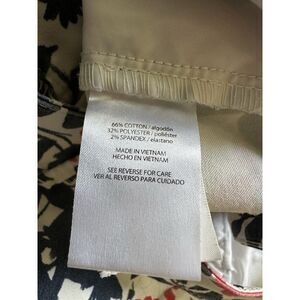 66% COTTON / algodón
32% POLYESTER / poliéster
2% SPANDEX / elastano
MADE IN VIETNAM
HECHO EN VIETNAM
SEE REVERSE FOR CARE
VER AL REVERSO PARA CUIDADO